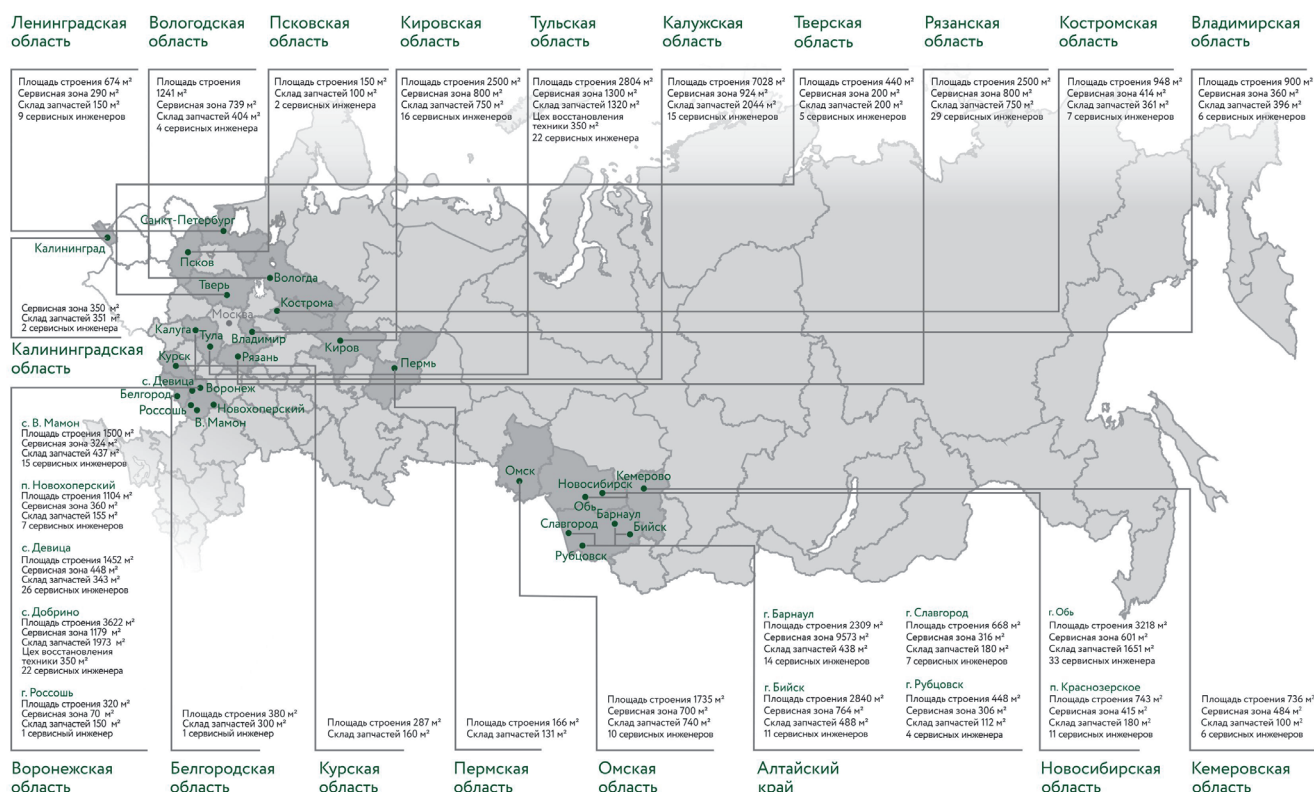 Ленинградская
область
Вологодская
область
Псковская
область
Кировская
область
Тульская
область
Калужская
область
Тверская
область
Рязанская
область
Костромская
область
Владимирская
область
Площадь строения 674 м²
Сервисная зона 290 м²
Склад запчастей 150 м²
9 сервисных инженеров
Площадь строения
1241 м²
Сервисная зона 739 м²
Склад запчастей 404 м²
4 сервисных инженера
Площадь строения 150 м²
Склад запчастей 100 м²
2 сервисных инженера
Площадь строения 2500 м²
Сервисная зона 800 м²
Склад запчастей 750 м²
16 сервисных инженеров
Площадь строения 2804 м²
Сервисная зона 1300 м²
Склад запчастей 1320 м²
Цех восстановления
техники 350 м²
22 сервисных инженера
Площадь строения 7028 м²
Сервисная зона 924 м²
Склад запчастей 2044 м²
15 сервисных инженеров
Площадь строения 440 м²
Сервисная зона 200 м²
Склад запчастей 200 м²
5 сервисных инженеров
Площадь строения 2500 м²
Сервисная зона 800 м²
Склад запчастей 750 м²
29 сервисных инженеров
Площадь строения 948 м²
Сервисная зона 414 м²
Склад запчастей 361 м²
7 сервисных инженеров
Площадь строения 900 м²
Сервисная зона 360 м²
Склад запчастей 396 м²
6 сервисных инженеров
Санкт-Петербург
Калининград
Псков
Вологда
Тверь
Кострома
Москва
Калуга
Тула
Владимир
Киров
Курск
Рязань
Пермь
с. Девица
Воронеж
Белгород
Россошь
Новохоперский
В. Мамон
Сервисная зона 350 м²
Склад запчастей 351 м²
2 сервисных инженера
Калининградская
область
Омск
Новосибирск
Кемерово
Обь
Барнаул
Славгород
Бийск
Рубцовск
с. В. Мамон
Площадь строения 1500 м²
Сервисная зона 324 м²
Склад запчастей 437 м²
15 сервисных инженеров
п. Новохоперский
Площадь строения 1104 м²
Сервисная зона 360 м²
Склад запчастей 155 м²
7 сервисных инженеров
с. Девица
Площадь строения 1452 м²
Сервисная зона 448 м²
Склад запчастей 343 м²
26 сервисных инженеров
с. Добрино
Площадь строения 3622 м²
Сервисная зона 1179 м²
Склад запчастей 1973 м²
Цех восстановления
техники 350 м²
22 сервисных инженера
г. Россошь
Площадь строения 320 м²
Сервисная зона 70 м²
Склад запчастей 150 м²
1 сервисный инженер
Площадь строения 380 м²
Склад запчастей 300 м²
1 сервисный инженер
Площадь строения 287 м²
Склад запчастей 160 м²
Площадь строения 166 м²
Склад запчастей 131 м²
Площадь строения 1735 м²
Сервисная зона 700 м²
Склад запчастей 740 м²
10 сервисных инженеров
г. Барнаул
Площадь строения 2309 м²
Сервисная зона 9573 м²
Склад запчастей 438 м²
14 сервисных инженеров
г. Бийск
Площадь строения 2840 м²
Сервисная зона 764 м²
Склад запчастей 488 м²
11 сервисных инженеров
г. Славгород
Площадь строения 668 м²
Сервисная зона 316 м²
Склад запчастей 180 м²
7 сервисных инженеров
г. Рубцовск
Площадь строения 448 м²
Сервисная зона 306 м²
Склад запчастей 112 м²
4 сервисных инженера
г. Обь
Площадь строения 3218 м²
Сервисная зона 601 м²
Склад запчастей 1651 м²
33 сервисных инженера
п. Краснозерское
Площадь строения 743 м²
Сервисная зона 415 м²
Склад запчастей 180 м²
11 сервисных инженеров
Площадь строения 736 м²
Сервисная зона 484 м²
Склад запчастей 100 м²
6 сервисных инженеров
Воронежская
область
Белгородская
область
Курская
область
Пермская
область
Омская
область
Алтайский
край
Новосибирская
область
Кемеровская
область